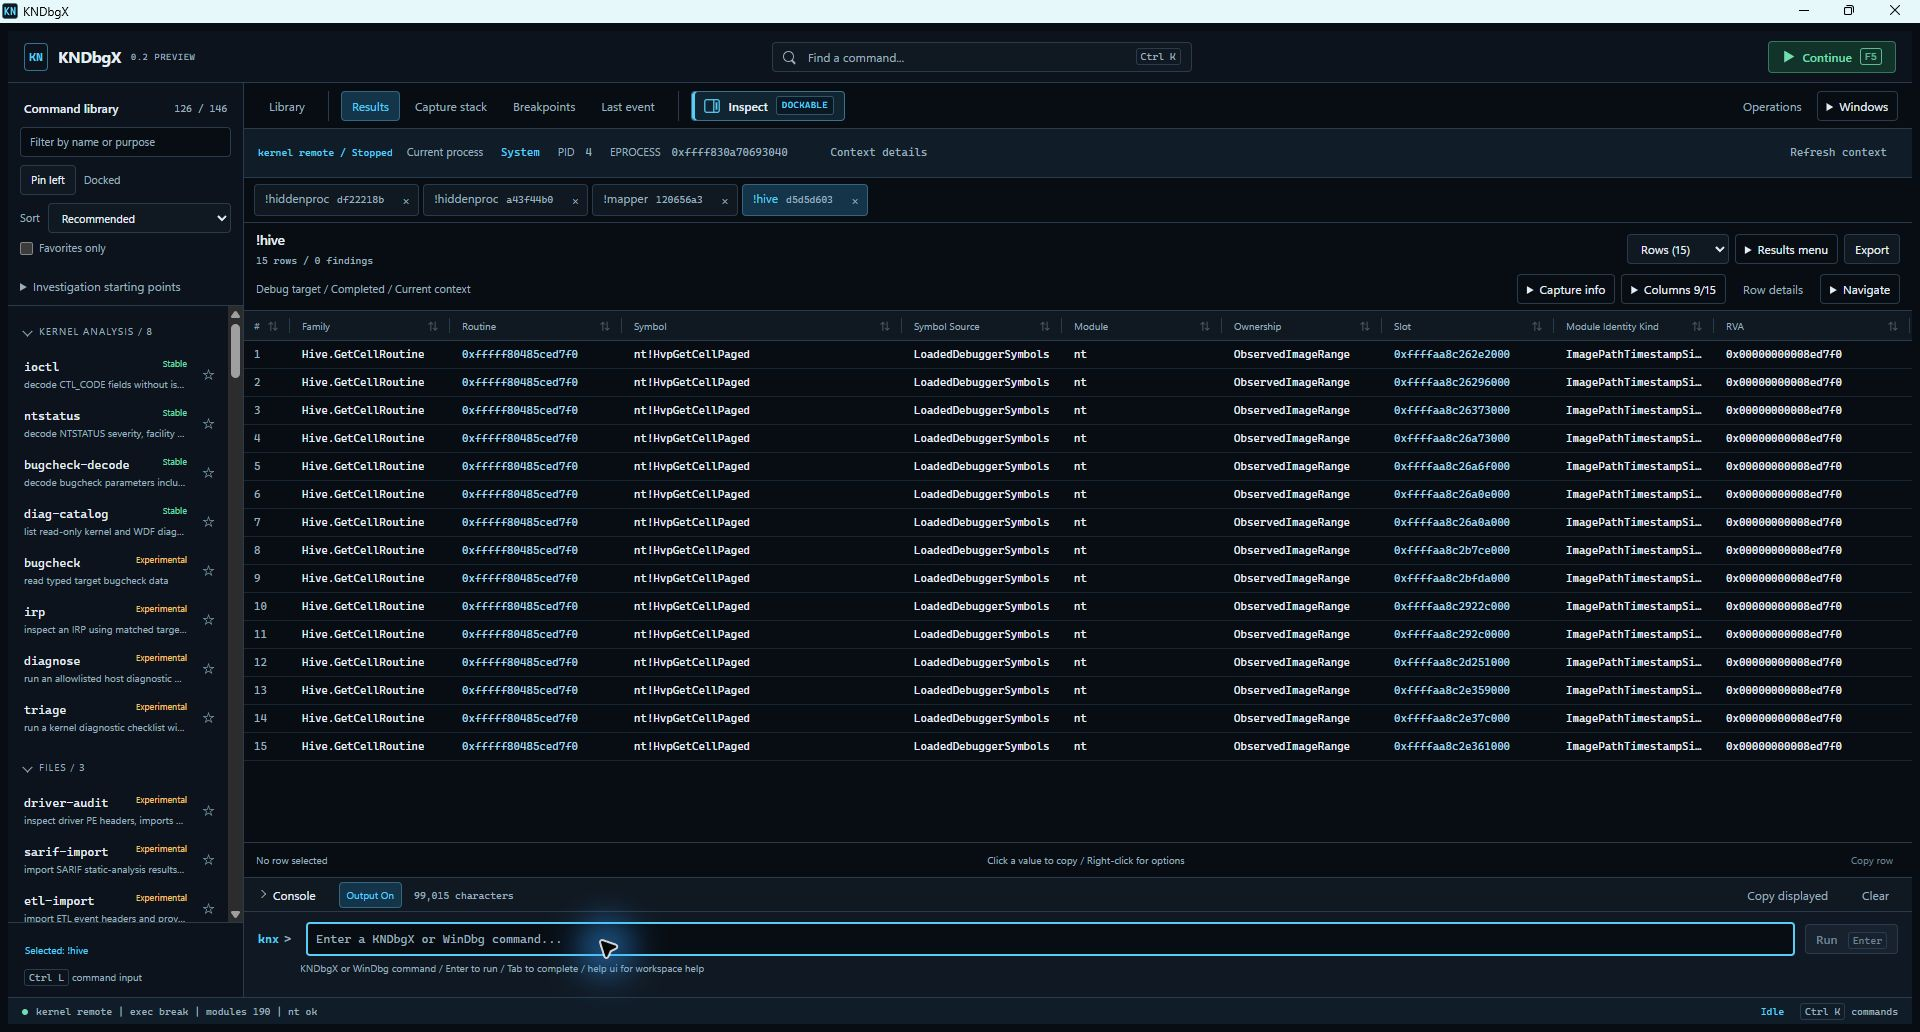 KN KNDbgX
KN KNDbgX 0.2 PREVIEW
Find a command... Ctrl K
Continue F5
Command library 126 / 146
Filter by name or purpose
Pin left Docked
Sort Recommended
Favorites only
Investigation starting points
KERNEL ANALYSIS / 8
ioctl Stable
decode CTL_CODE fields without is...
ntstatus Stable
decode NTSTATUS severity, facility ...
bugcheck-decode Stable
decode bugcheck parameters inclu...
diag-catalog Stable
list read-only kernel and WDF diag...
bugcheck Experimental
read typed target bugcheck data
irp Experimental
inspect an IRP using matched targe...
diagnose Experimental
run an allowlisted host diagnostic ...
triage Experimental
run a kernel diagnostic checklist wi...
FILES / 3
driver-audit Experimental
inspect driver PE headers, imports ...
sarif-import Experimental
import SARIF static-analysis results...
etl-import Experimental
import ETL event headers and prov...
Selected: !hive
Ctrl L command input
Library Results Capture stack Breakpoints Last event Inspect DOCKABLE Operations Windows
kernel remote / Stopped Current process System PID 4 EPROCESS 0xffff830a70693040 Context details Refresh context
!hiddenproc df22218b × !hiddenproc a43f44b0 × !mapper 120656a3 × !hive d5d5d603 ×
!hive
15 rows / 0 findings
Rows (15) Results menu Export
Debug target / Completed / Current context
Capture info Columns 9/15 Row details Navigate
# Family Routine Symbol Symbol Source Module Ownership Slot Module Identity Kind RVA
1 Hive.GetCellRoutine 0xfffff80485ced7f0 nt!HvpGetCellPaged LoadedDebuggerSymbols nt ObservedImageRange 0xffffaa8c262e2000 ImagePathTimestampSi… 0x00000000008ed7f0
2 Hive.GetCellRoutine 0xfffff80485ced7f0 nt!HvpGetCellPaged LoadedDebuggerSymbols nt ObservedImageRange 0xffffaa8c26296000 ImagePathTimestampSi… 0x00000000008ed7f0
3 Hive.GetCellRoutine 0xfffff80485ced7f0 nt!HvpGetCellPaged LoadedDebuggerSymbols nt ObservedImageRange 0xffffaa8c26373000 ImagePathTimestampSi… 0x00000000008ed7f0
4 Hive.GetCellRoutine 0xfffff80485ced7f0 nt!HvpGetCellPaged LoadedDebuggerSymbols nt ObservedImageRange 0xffffaa8c26a73000 ImagePathTimestampSi… 0x00000000008ed7f0
5 Hive.GetCellRoutine 0xfffff80485ced7f0 nt!HvpGetCellPaged LoadedDebuggerSymbols nt ObservedImageRange 0xffffaa8c26a6f000 ImagePathTimestampSi… 0x00000000008ed7f0
6 Hive.GetCellRoutine 0xfffff80485ced7f0 nt!HvpGetCellPaged LoadedDebuggerSymbols nt ObservedImageRange 0xffffaa8c26a0e000 ImagePathTimestampSi… 0x00000000008ed7f0
7 Hive.GetCellRoutine 0xfffff80485ced7f0 nt!HvpGetCellPaged LoadedDebuggerSymbols nt ObservedImageRange 0xffffaa8c26a0a000 ImagePathTimestampSi… 0x00000000008ed7f0
8 Hive.GetCellRoutine 0xfffff80485ced7f0 nt!HvpGetCellPaged LoadedDebuggerSymbols nt ObservedImageRange 0xffffaa8c2b7ce000 ImagePathTimestampSi… 0x00000000008ed7f0
9 Hive.GetCellRoutine 0xfffff80485ced7f0 nt!HvpGetCellPaged LoadedDebuggerSymbols nt ObservedImageRange 0xffffaa8c2bfda000 ImagePathTimestampSi… 0x00000000008ed7f0
10 Hive.GetCellRoutine 0xfffff80485ced7f0 nt!HvpGetCellPaged LoadedDebuggerSymbols nt ObservedImageRange 0xffffaa8c2922c000 ImagePathTimestampSi… 0x00000000008ed7f0
11 Hive.GetCellRoutine 0xfffff80485ced7f0 nt!HvpGetCellPaged LoadedDebuggerSymbols nt ObservedImageRange 0xffffaa8c292c0000 ImagePathTimestampSi… 0x00000000008ed7f0
12 Hive.GetCellRoutine 0xfffff80485ced7f0 nt!HvpGetCellPaged LoadedDebuggerSymbols nt ObservedImageRange 0xffffaa8c2d251000 ImagePathTimestampSi… 0x00000000008ed7f0
13 Hive.GetCellRoutine 0xfffff80485ced7f0 nt!HvpGetCellPaged LoadedDebuggerSymbols nt ObservedImageRange 0xffffaa8c2e359000 ImagePathTimestampSi… 0x00000000008ed7f0
14 Hive.GetCellRoutine 0xfffff80485ced7f0 nt!HvpGetCellPaged LoadedDebuggerSymbols nt ObservedImageRange 0xffffaa8c2e37c000 ImagePathTimestampSi… 0x00000000008ed7f0
15 Hive.GetCellRoutine 0xfffff80485ced7f0 nt!HvpGetCellPaged LoadedDebuggerSymbols nt ObservedImageRange 0xffffaa8c2e361000 ImagePathTimestampSi… 0x00000000008ed7f0
No row selected Click a value to copy / Right-click for options Copy row
Console Output On 99,015 characters Copy displayed Clear
knx > Enter a KNDbgX or WinDbg command... Run Enter
KNDbgX or WinDbg command / Enter to run / Tab to complete / help ui for workspace help
kernel remote | exec break | modules 190 | nt ok Idle Ctrl K commands